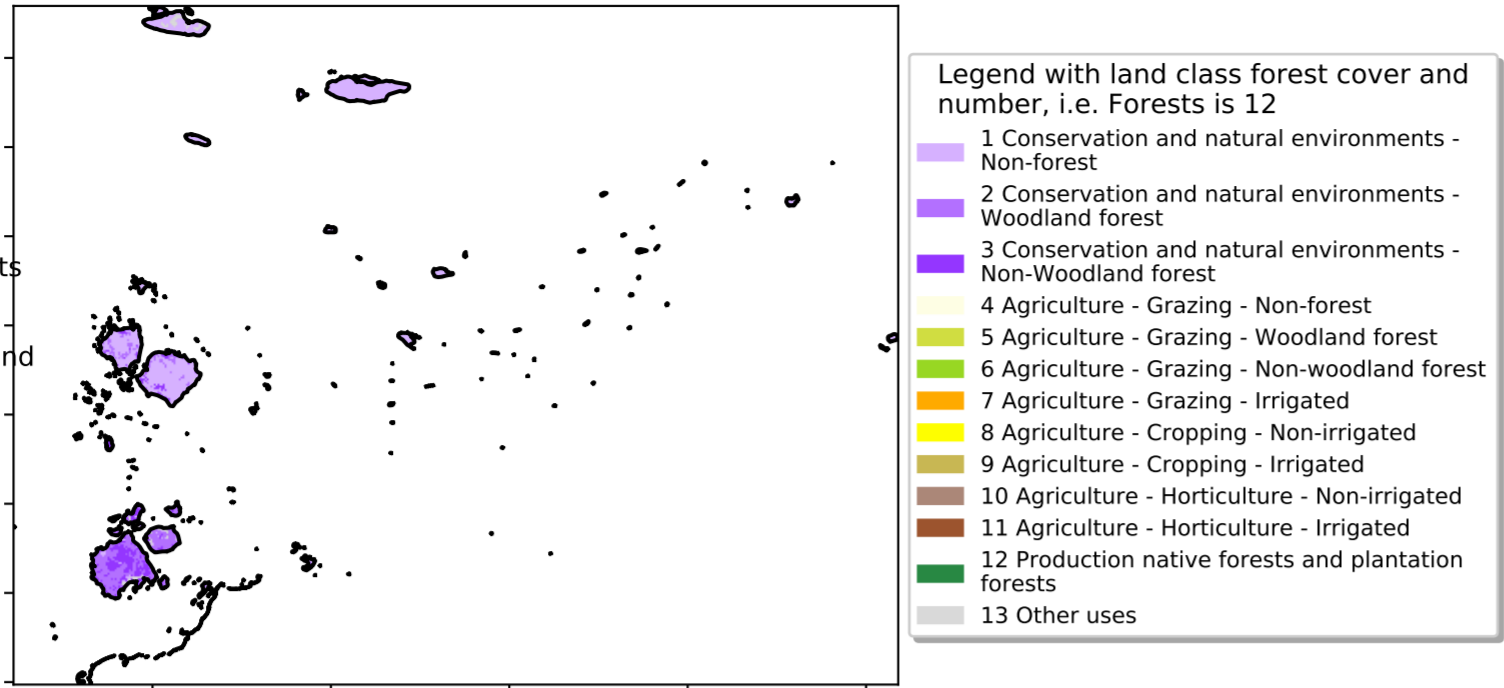 ts
nd
Legend with land class forest cover and
number, i.e. Forests is 12
1 Conservation and natural environments -
Non-forest
2 Conservation and natural environments -
Woodland forest
3 Conservation and natural environments -
Non-Woodland forest
4 Agriculture - Grazing - Non-forest
5 Agriculture - Grazing - Woodland forest
6 Agriculture - Grazing - Non-woodland forest
7 Agriculture - Grazing - Irrigated
8 Agriculture - Cropping - Non-irrigated
9 Agriculture - Cropping - Irrigated
10 Agriculture - Horticulture - Non-irrigated
11 Agriculture - Horticulture - Irrigated
12 Production native forests and plantation
forests
13 Other uses